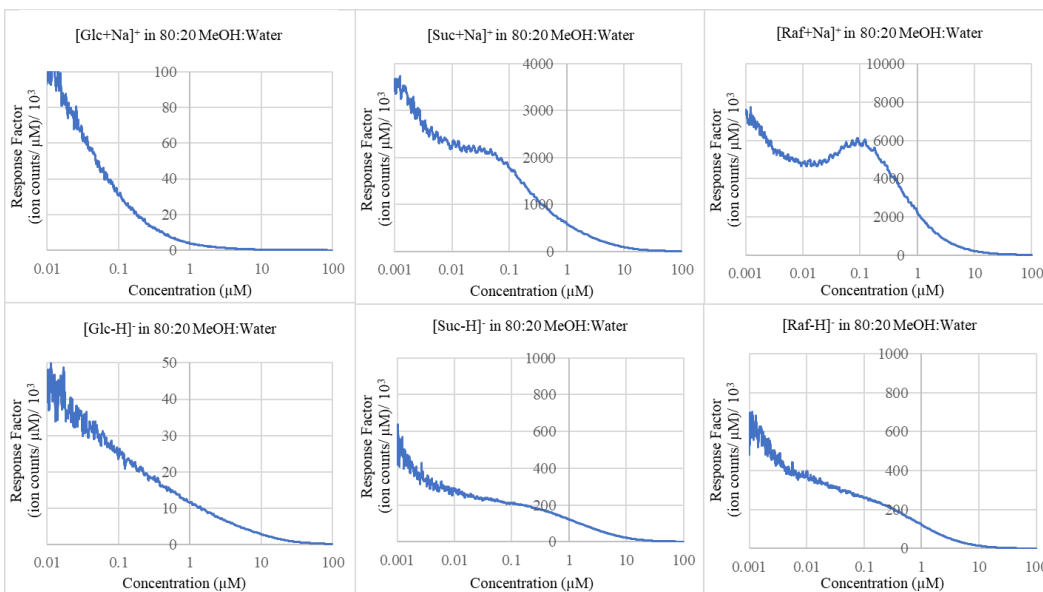 [Glc+Na]⁺ in 80:20 MeOH:Water
Response Factor
(ion counts/ μM)/ 10³
100
80
60
40
20
0
0.01 0.1 1 10 100
Concentration (μM)
[Suc+Na]⁺ in 80:20 MeOH:Water
Response Factor
(ion counts/ μM)/ 10³
4000
3000
2000
1000
0
0.001 0.01 0.1 1 10 100
Concentration (μM)
[Raf+Na]⁺ in 80:20 MeOH:Water
Response Factor
(ion counts/ μM)/ 10³
10000
8000
6000
4000
2000
0
0.001 0.01 0.1 1 10 100
Concentration (μM)
[Glc-H]⁻ in 80:20 MeOH:Water
Response Factor
(ion counts/ μM)/ 10³
50
40
30
20
10
0
0.01 0.1 1 10 100
Concentration (μM)
[Suc-H]⁻ in 80:20 MeOH:Water
Response Factor
(ion counts/ μM)/ 10³
1000
800
600
400
200
0
0.001 0.01 0.1 1 10 100
Concentration (μM)
[Raf-H]⁻ in 80:20 MeOH:Water
Response Factor
(ion counts/ μM)/ 10³
1000
800
600
400
200
0
0.001 0.01 0.1 1 10 100
Concentration (μM)